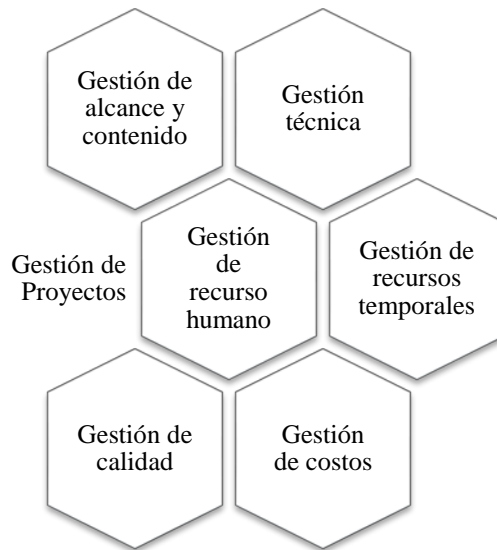 Gestión de
alcance y
contenido
Gestión
técnica
Gestión de
Proyectos
Gestión
de
recurso
humano
Gestión de
recursos
temporales
Gestión de
calidad
Gestión
de costos